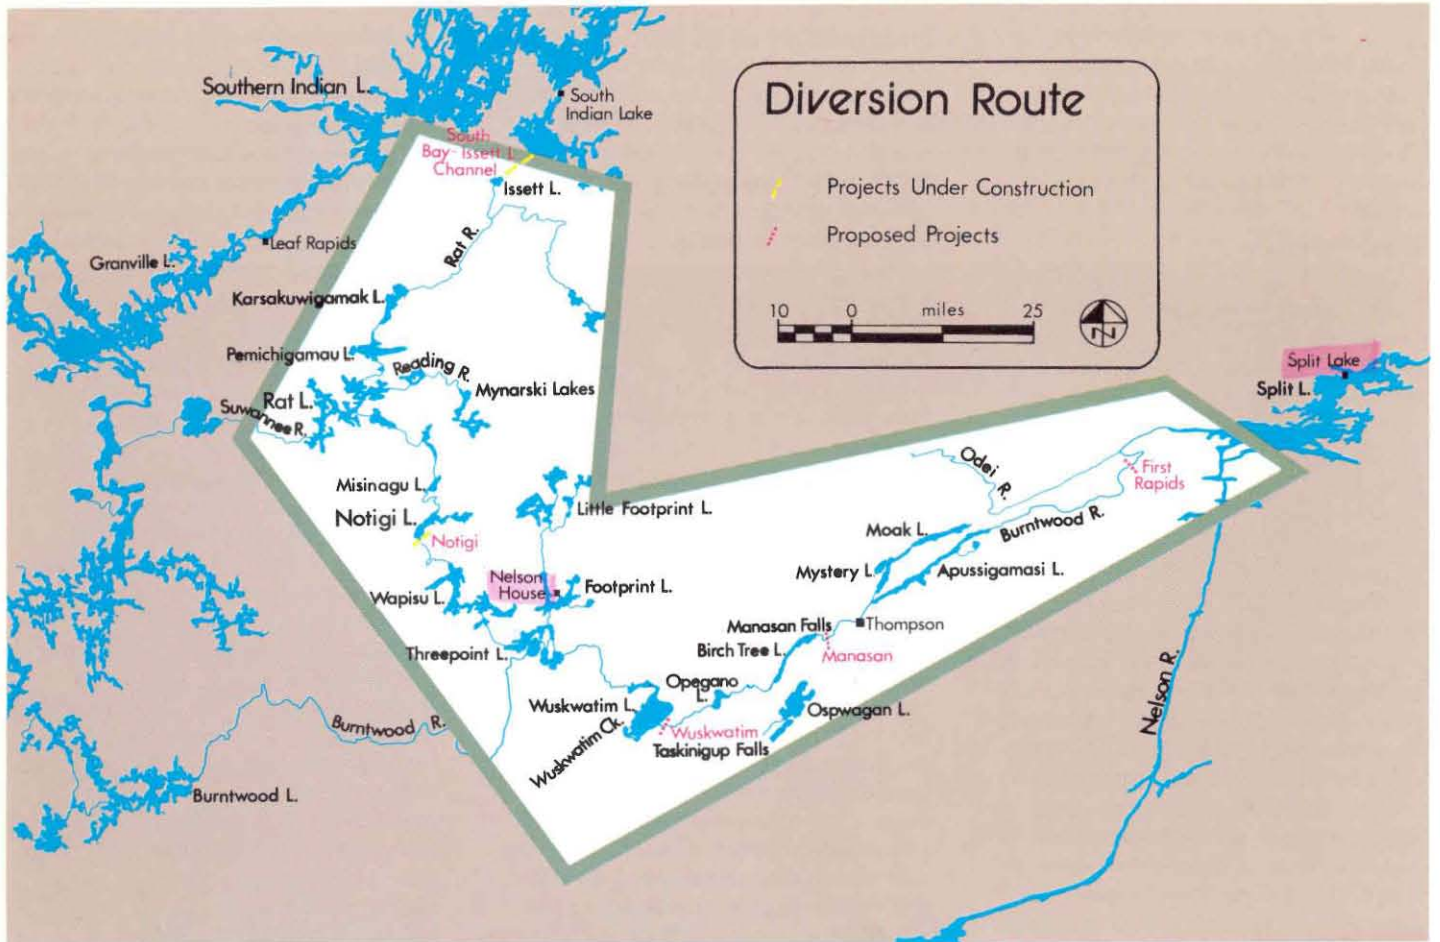 Southern Indian L.
South
Indian Lake
Diversion Route
Projects Under Construction
Proposed Projects
10 0 miles 25
N
South
Bay-Issett L.
Channel
Issett L.
Rat R.
Leaf Rapids
Granville L.
Karsakuwigamak L.
Pemichigamau L.
Reading R.
Mynarski Lakes
Rat L.
Suwannee R.
Split Lake
Split L.
Misinagu L.
Notigi L.
Notigi
Little Footprint L.
Odei R.
First
Rapids
Burntwood R.
Moak L.
Mystery L.
Apussigamasi L.
Nelson
House
Footprint L.
Wapisu L.
Threepoint L.
Manasan Falls
Thompson
Birch Tree L.
Manasan
Opegano
L.
Wuskwatim L.
Wuskwatim Ck.
Wuskwatim
Taskinigup Falls
Ospwagan L.
Burntwood R.
Burntwood L.
Nelson R.